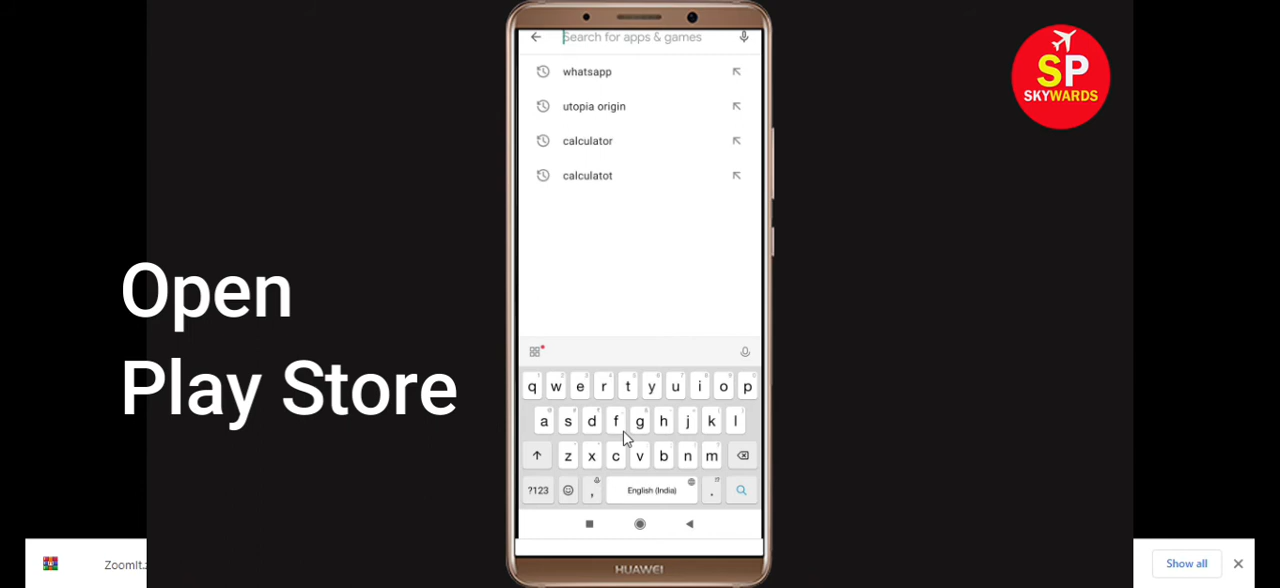 Search for apps & games
whatsapp
utopia origin
calculator
calculatot
SP
SKYWARDS
Open
Play Store
q w e r t y u i o p
a s d f g h j k l
z x c v b n m
?123 , English (India) .
HUAWEI
ZoomIt.z
Show all